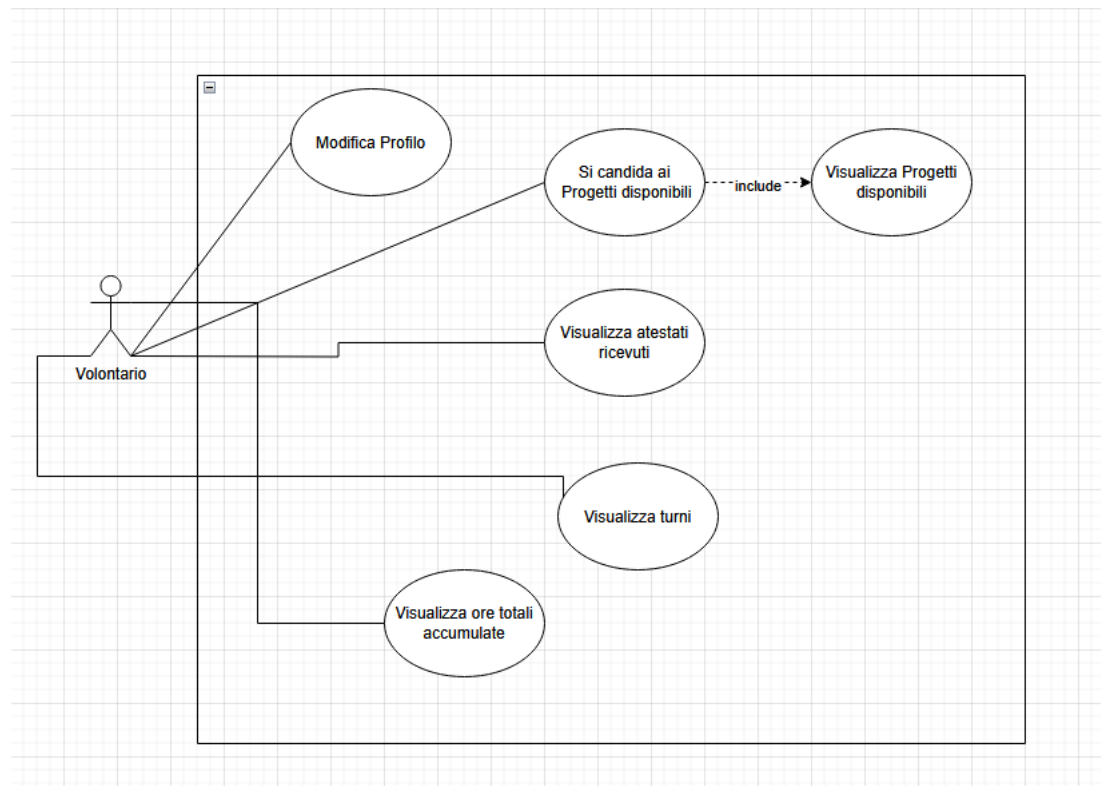 Modifica Profilo
Si candida ai
Progetti disponibili
include
Visualizza Progetti
disponibili
Visualizza atestati
ricevuti
Volontario
Visualizza turni
Visualizza ore totali
accumulate